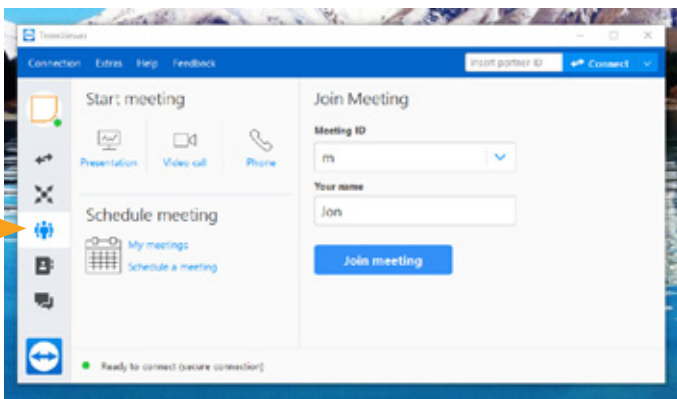 TeamViewer
Connection Extras Help Feedback
Insert partner ID
Connect
Start meeting
Presentation
Video call
Phone
Schedule meeting
My meetings
Schedule a meeting
Join Meeting
Meeting ID
m
Your name
Jon
Join meeting
Ready to connect (secure connection)